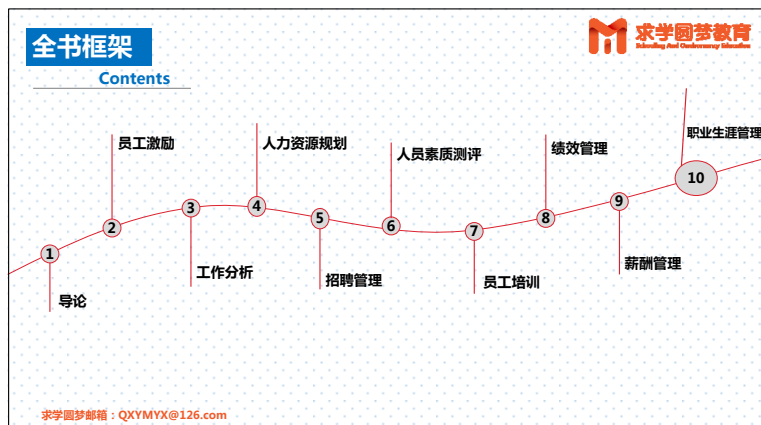 全书框架
Contents
求学圆梦教育
员工激励
人力资源规划
人员素质测评
绩效管理
职业生涯管理
1
2
3
4
5
6
7
8
9
10
导论
工作分析
招聘管理
员工培训
薪酬管理
求学圆梦邮箱：QXYMYX@126.com